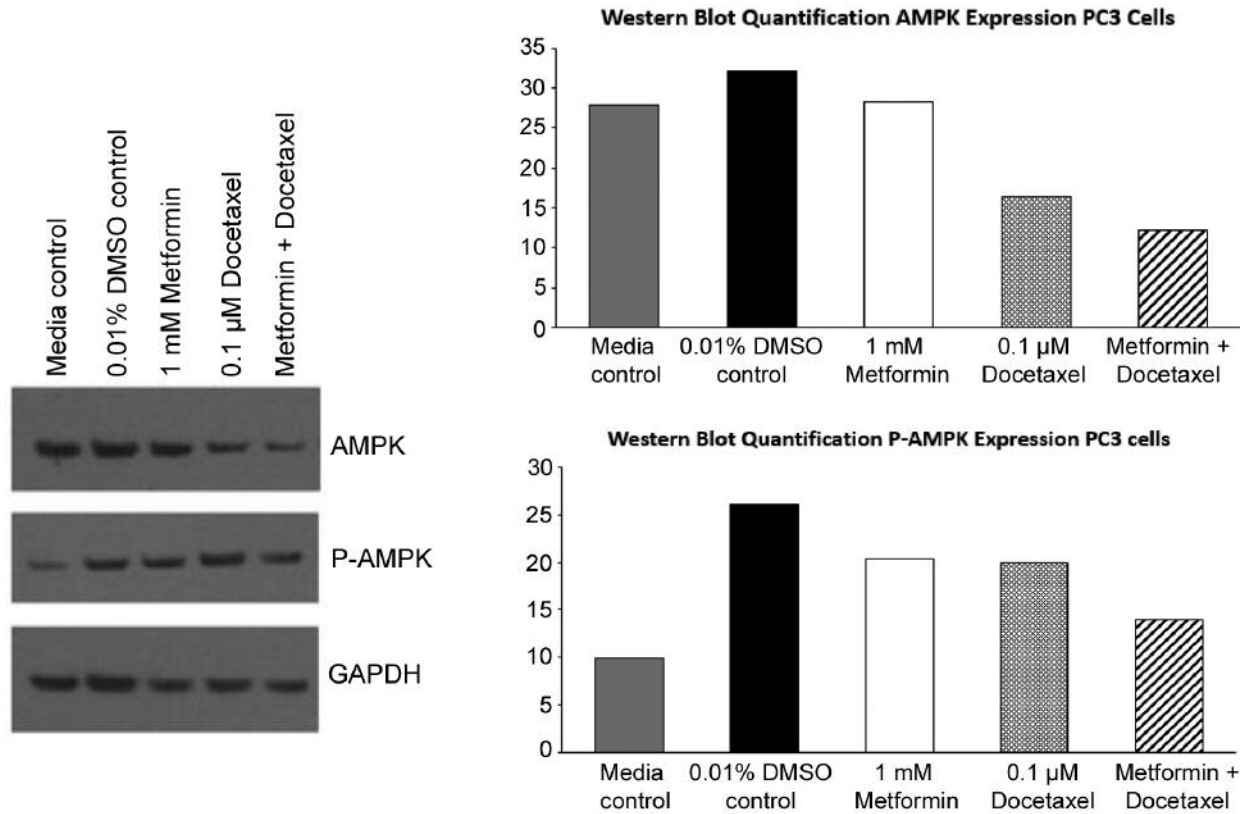 Media control
0.01% DMSO control
1 mM Metformin
0.1 µM Docetaxel
Metformin + Docetaxel
AMPK
P-AMPK
GAPDH
Western Blot Quantification AMPK Expression PC3 Cells
35
30
25
20
15
10
5
0
Media
control
0.01% DMSO
control
1 mM
Metformin
0.1 µM
Docetaxel
Metformin +
Docetaxel
Western Blot Quantification P-AMPK Expression PC3 cells
30
25
20
15
10
5
0
Media
control
0.01% DMSO
control
1 mM
Metformin
0.1 µM
Docetaxel
Metformin +
Docetaxel